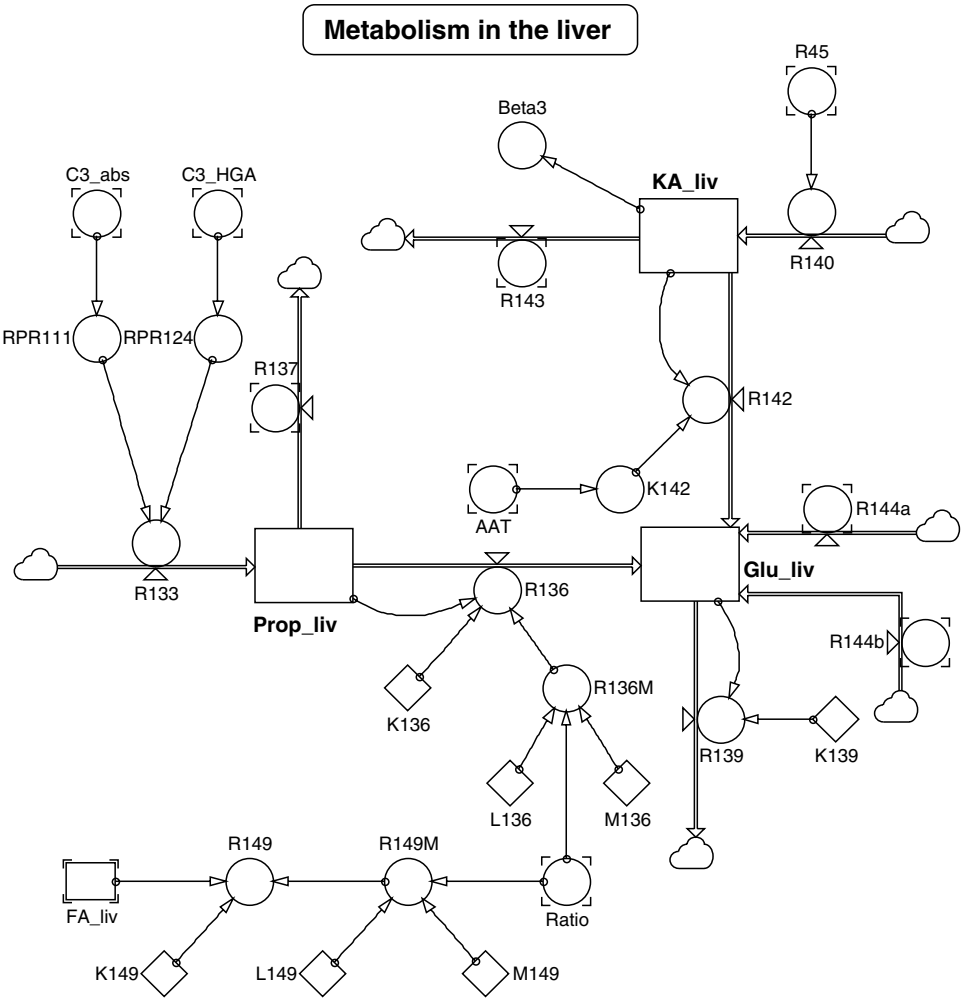 Metabolism in the liver
R45
Beta3
C3_abs
C3_HGA
KA_liv
R140
R143
RPR111
RPR124
R137
R142
K142
AAT
R144a
Glu_liv
R133
Prop_liv
R136
R144b
R136M
K136
R139
K139
L136
M136
R149
R149M
FA_liv
Ratio
K149
L149
M149